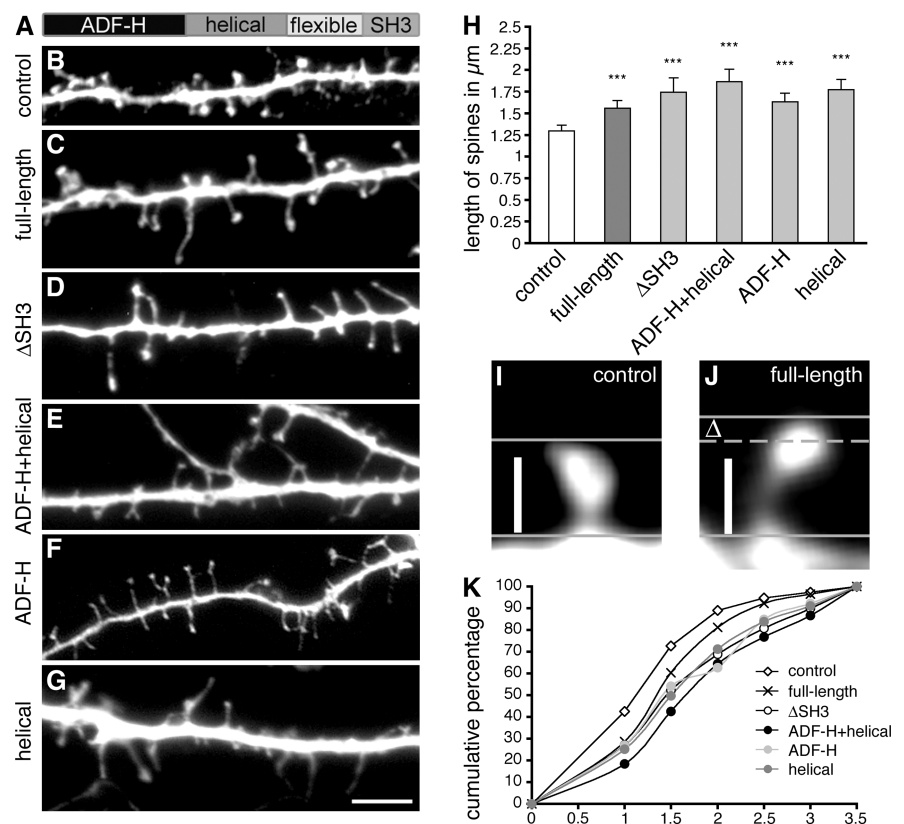 A ADF-H helical flexible SH3
B control
C full-length
D ΔSH3
E ADF-H+helical
F ADF-H
G helical
H
length of spines in µm
2.5
2.25
2
1.75
1.5
1.25
1
0.75
0.5
0.25
0
*** *** *** *** ***
control full-length ΔSH3 ADF-H+helical ADF-H helical
I control
J full-length
Δ
K
cumulative percentage
100
90
80
70
60
50
40
30
20
10
0
0 0.5 1 1.5 2 2.5 3 3.5
control
full-length
ΔSH3
ADF-H+helical
ADF-H
helical